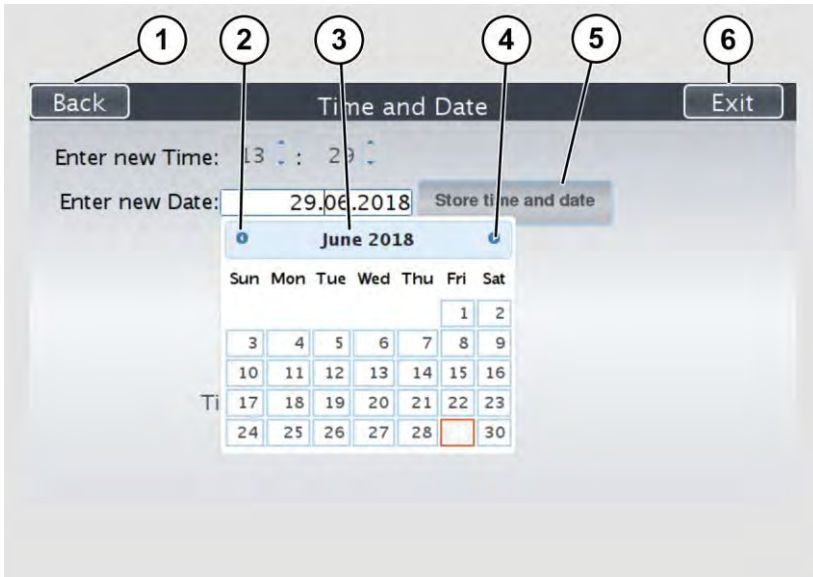 1 2 3 4 5 6
Back Time and Date Exit
Enter new Time: 13 : 29
Enter new Date: 29.06.2018 Store time and date
June 2018
Sun Mon Tue Wed Thu Fri Sat
1 2
3 4 5 6 7 8 9
10 11 12 13 14 15 16
Ti 17 18 19 20 21 22 23
24 25 26 27 28 30